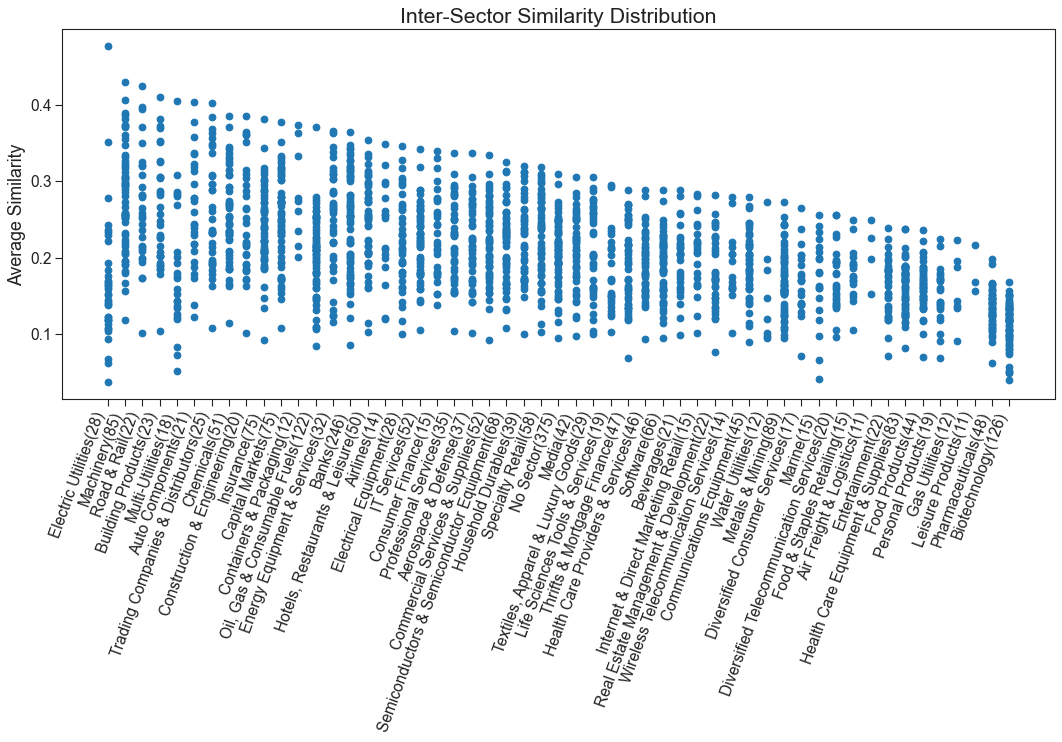 Inter-Sector Similarity Distribution
Average Similarity
0.4
0.3
0.2
0.1
Electric Utilities(28)
Machinery(85)
Road & Rail(22)
Building Products(23)
Multi-Utilities(18)
Auto Components(21)
Trading Companies & Distributors(25)
Chemicals(51)
Construction & Engineering(20)
Insurance(75)
Capital Markets(75)
Containers & Packaging(12)
Oil, Gas & Consumable Fuels(122)
Energy Equipment & Services(32)
Banks(246)
Hotels, Restaurants & Leisure(50)
Airlines(14)
Electrical Equipment(28)
IT Services(52)
Consumer Finance(15)
Professional Services(35)
Aerospace & Defense(37)
Commercial Services & Supplies(52)
Semiconductors & Semiconductor Equipment(68)
Household Durables(39)
Specialty Retail(58)
No Sector(375)
Media(42)
Textiles, Apparel & Luxury Goods(29)
Life Sciences Tools & Services(19)
Thrifts & Mortgage Finance(47)
Health Care Providers & Services(46)
Software(66)
Beverages(21)
Internet & Direct Marketing Retail(15)
Real Estate Management & Development(22)
Wireless Telecommunication Services(14)
Communications Equipment(45)
Water Utilities(12)
Metals & Mining(89)
Diversified Consumer Services(17)
Marine(15)
Diversified Telecommunication Services(20)
Food & Staples Retailing(15)
Air Freight & Logistics(11)
Entertainment(22)
Health Care Equipment & Supplies(83)
Food Products(44)
Personal Products(19)
Gas Utilities(12)
Leisure Products(11)
Pharmaceuticals(48)
Biotechnology(126)